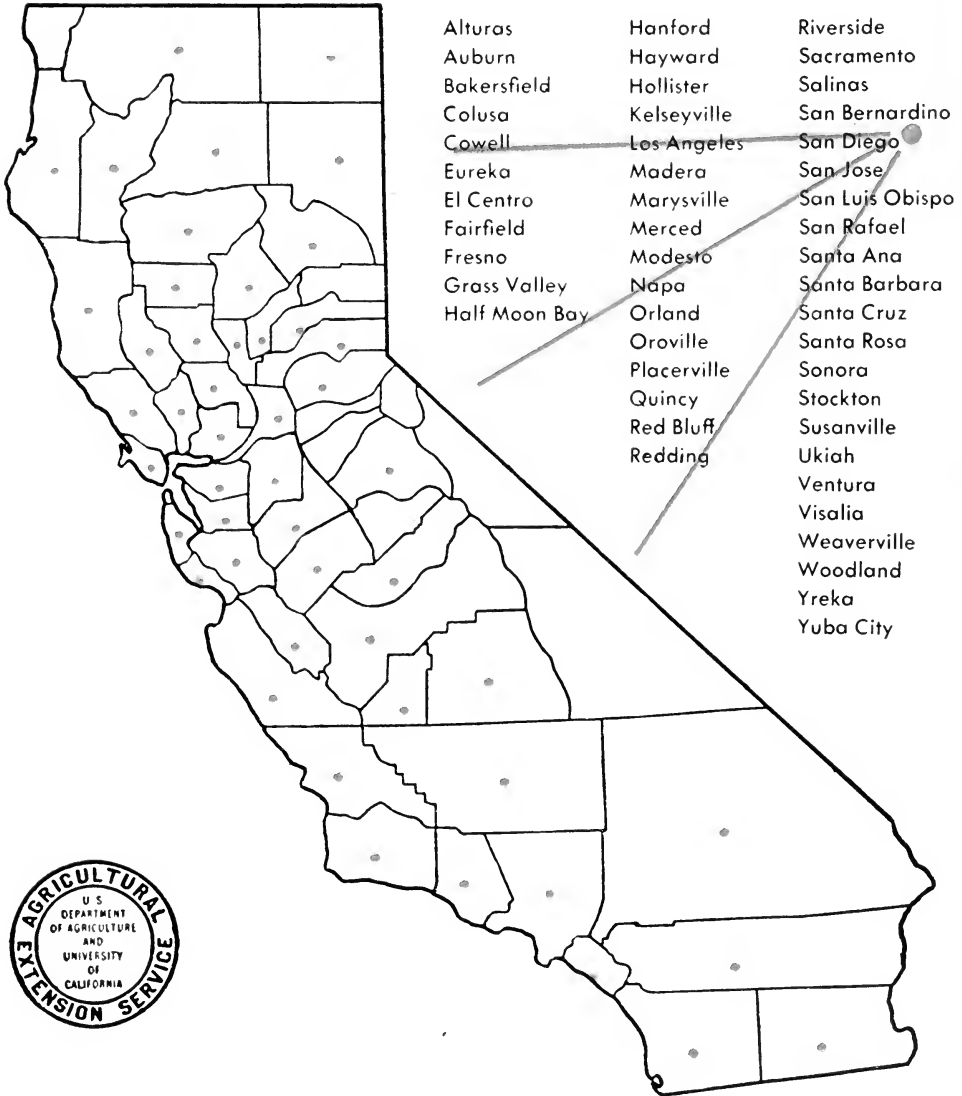 Alturas
Auburn
Bakersfield
Colusa
Cowell
Eureka
El Centro
Fairfield
Fresno
Grass Valley
Half Moon Bay
Hanford
Hayward
Hollister
Kelseyville
Los Angeles
Madera
Marysville
Merced
Modesto
Napa
Orland
Oroville
Placerville
Quincy
Red Bluff
Redding
Riverside
Sacramento
Salinas
San Bernardino
San Diego
San Jose
San Luis Obispo
San Rafael
Santa Ana
Santa Barbara
Santa Cruz
Santa Rosa
Sonora
Stockton
Susanville
Ukiah
Ventura
Visalia
Weaverville
Woodland
Yreka
Yuba City
AGRICULTURAL
EXTENSION SERVICE
U S
DEPARTMENT
OF AGRICULTURE
AND
UNIVERSITY
OF
CALIFORNIA